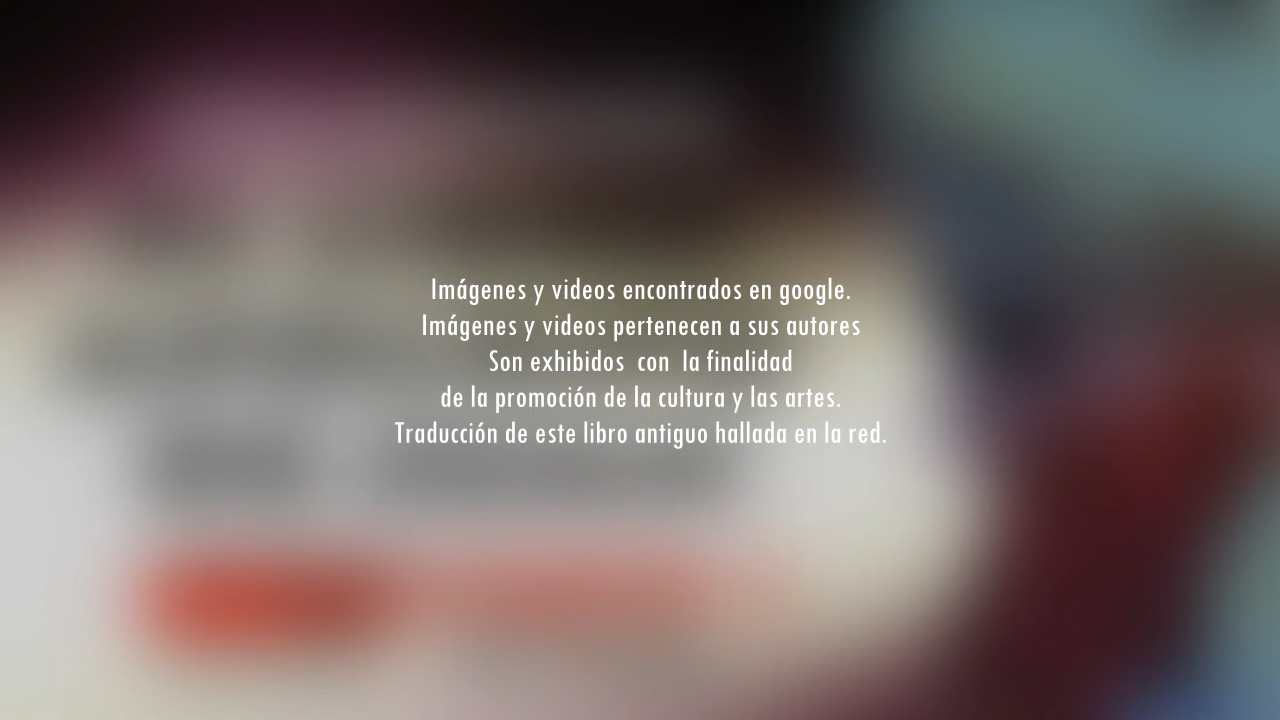 Imágenes y videos encontrados en google.
Imágenes y videos pertenecen a sus autores
Son exhibidos con la finalidad
de la promoción de la cultura y las artes.
Traducción de este libro antiguo hallada en la red.